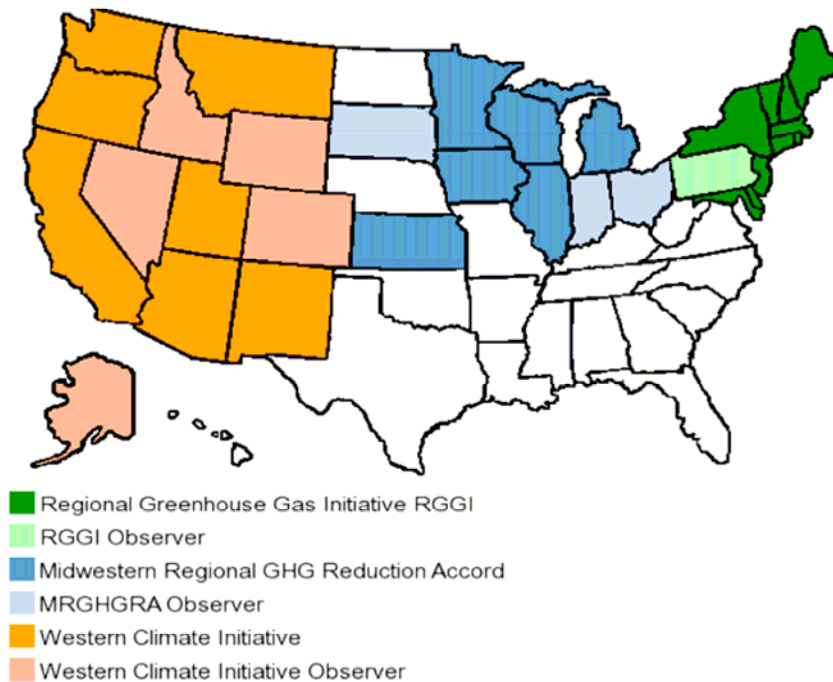 Regional Greenhouse Gas Initiative RGGI
RGGI Observer
Midwestern Regional GHG Reduction Accord
MRGHGRA Observer
Western Climate Initiative
Western Climate Initiative Observer